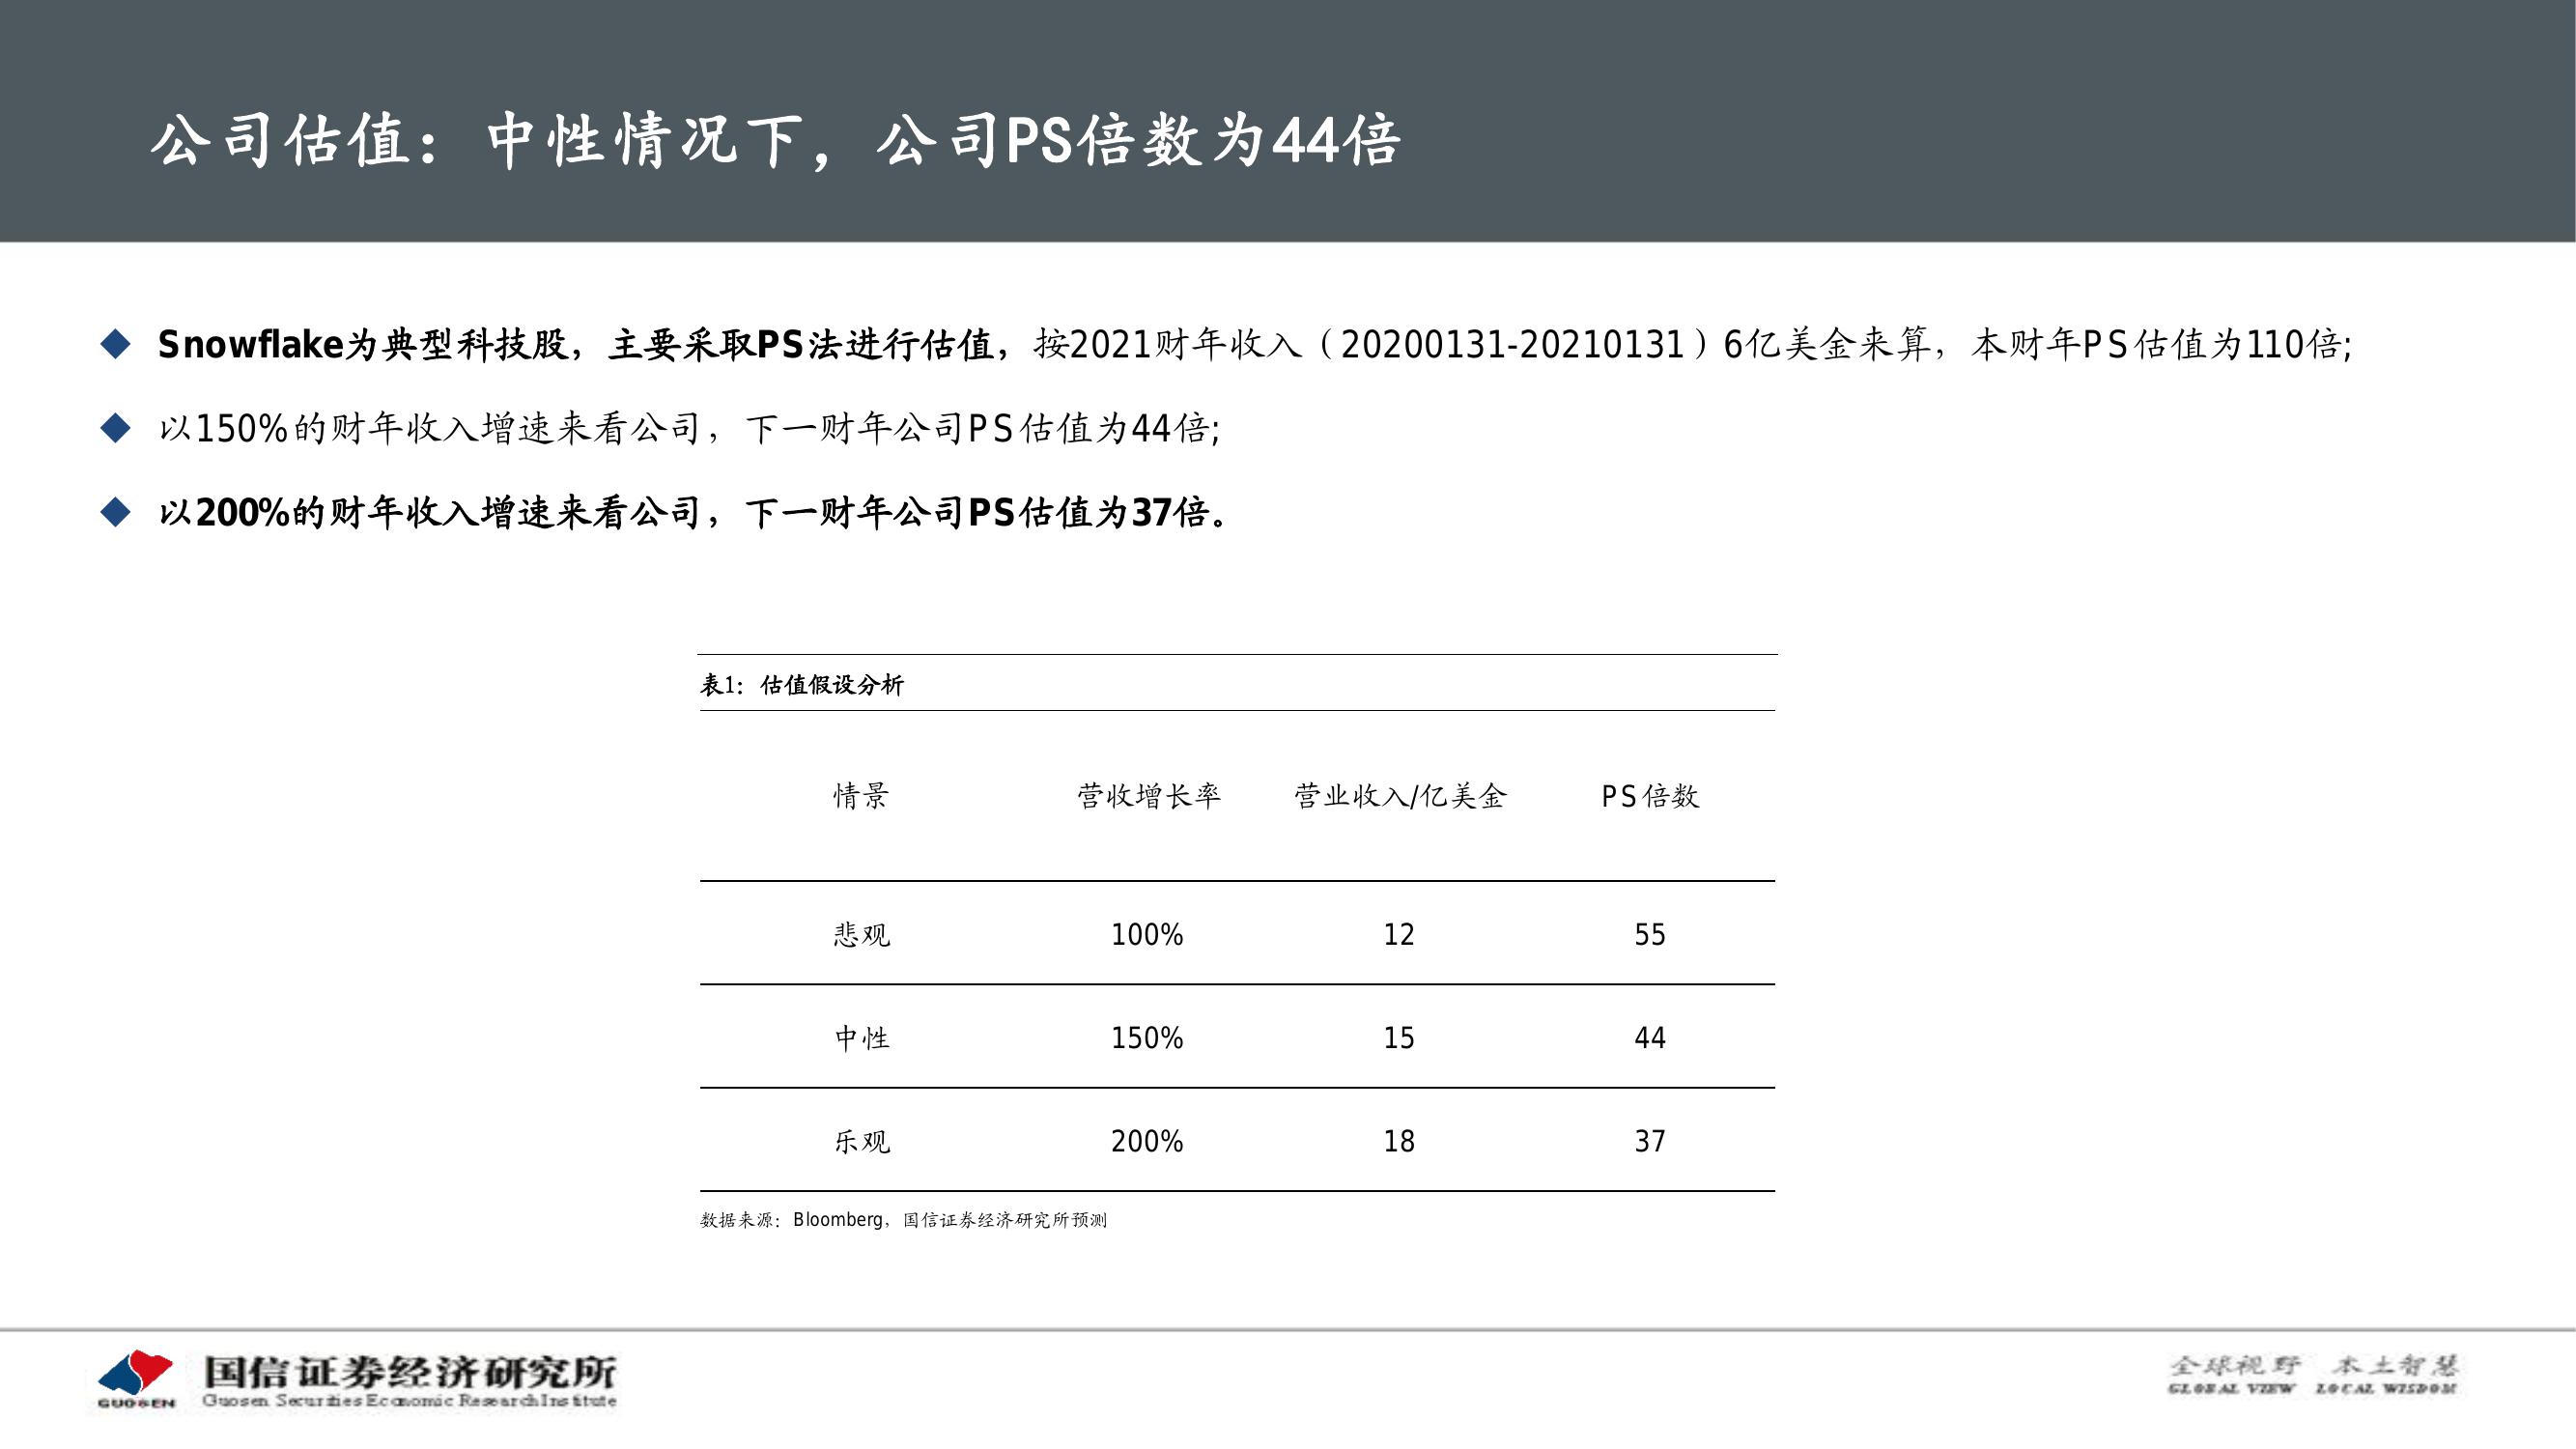 公司估值：中性情况下，公司PS倍数为44倍
Snowflake为典型科技股，主要采取PS法进行估值，按2021财年收入（20200131-20210131）6亿美金来算，本财年PS估值为110倍；
以150%的财年收入增速来看公司，下一财年公司PS估值为44倍；
以200%的财年收入增速来看公司，下一财年公司PS估值为37倍。
表1：估值假设分析
情景 营收增长率 营业收入/亿美金 PS倍数
悲观 100% 12 55
中性 150% 15 44
乐观 200% 18 37
数据来源：Bloomberg，国信证券经济研究所预测
GUOSEN
国信证券经济研究所
Guosen Securities Economic Research Institute
全球视野 本土智慧
GLOBAL VIEW LOCAL WISDOM